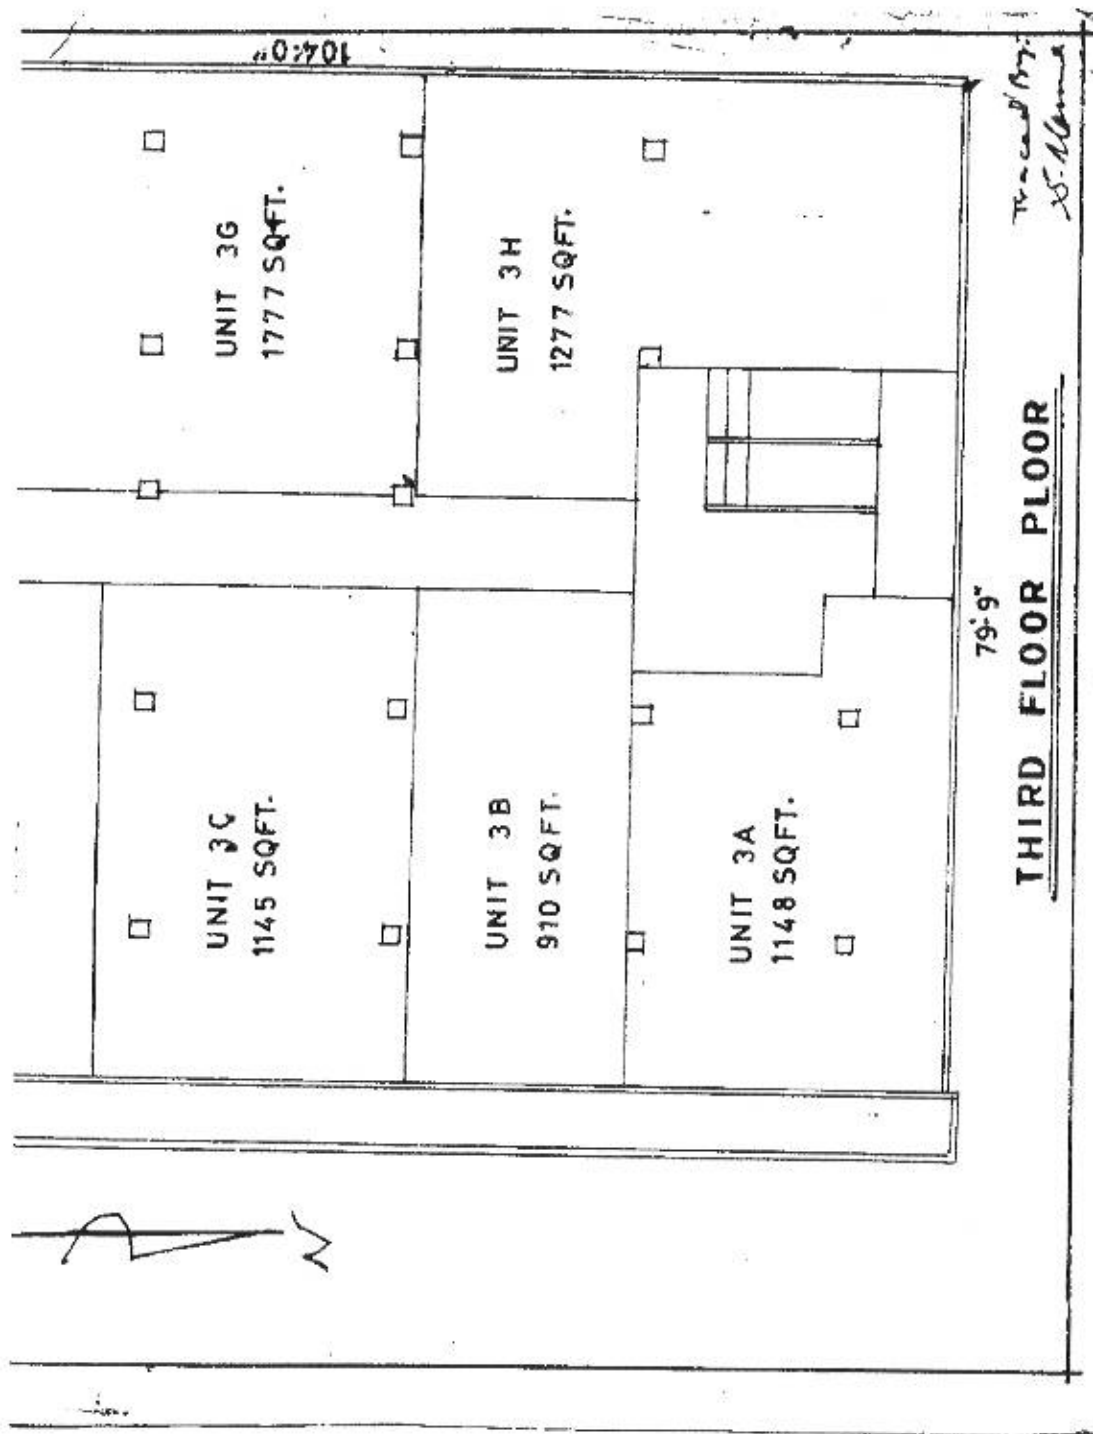 104'.0"
UNIT 3G
1777 SQFT.
UNIT 3H
1277 SQFT.
UNIT 3C
1145 SQFT.
UNIT 3B
910 SQFT.
UNIT 3A
1148 SQFT.
79'-9"
THIRD FLOOR PLOOR
By:
N